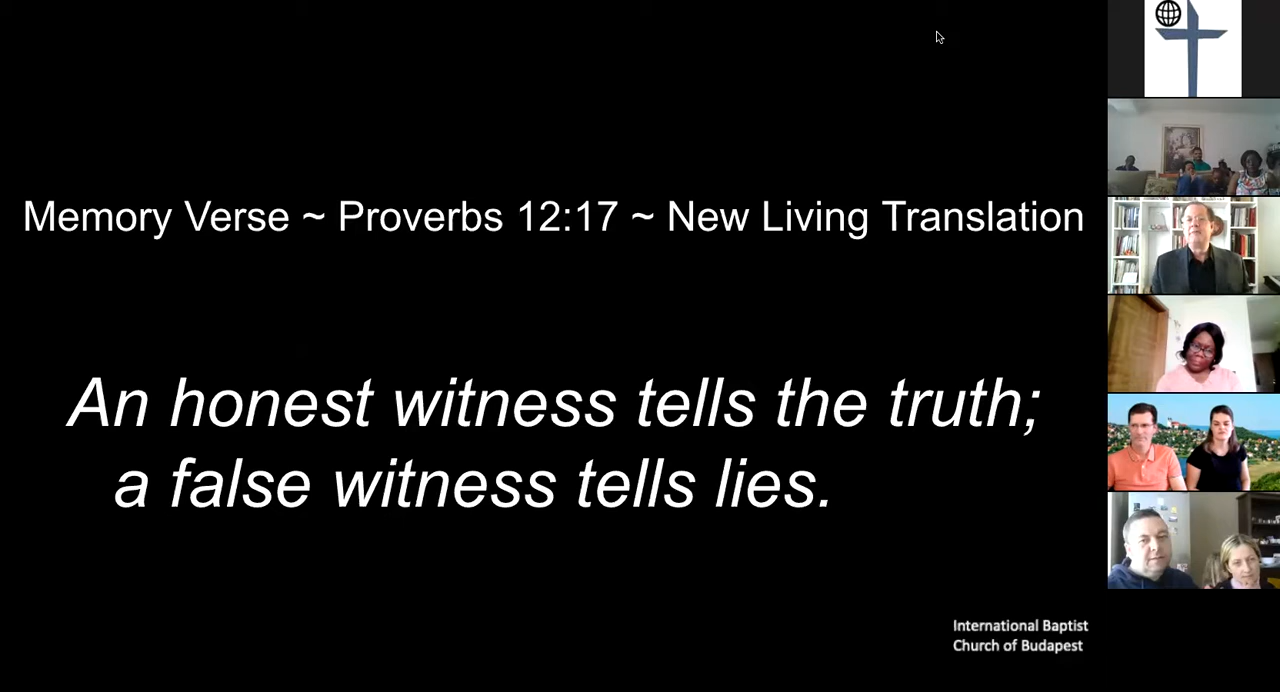 Memory Verse ~ Proverbs 12:17 ~ New Living Translation
An honest witness tells the truth;
a false witness tells lies.
International Baptist
Church of Budapest